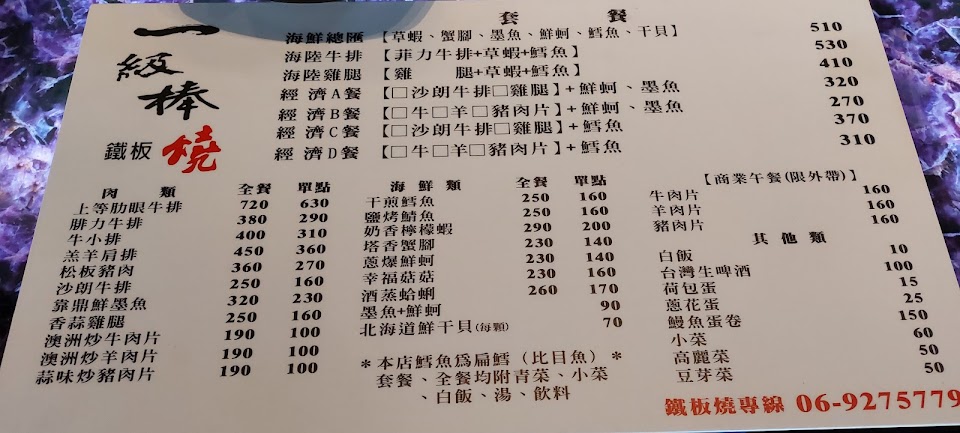 一級棒
鐵板燒
套餐
海鮮總匯【草蝦、蟹腳、墨魚、鮮蚵、鱈魚、干貝】 510
海陸牛排【菲力牛排+草蝦+鱈魚】 530
海陸雞腿【雞腿+草蝦+鱈魚】 410
經濟A餐【□沙朗牛排□雞腿】+鮮蚵、墨魚 320
經濟B餐【□牛□羊□豬肉片】+鮮蚵、墨魚 270
經濟C餐【□沙朗牛排□雞腿】+鱈魚 370
經濟D餐【□牛□羊□豬肉片】+鱈魚 310
肉類 全餐 單點
上等肋眼牛排 720 630
腓力牛排 380 290
牛小排 400 310
羔羊肩排 450 360
松板豬肉 360 270
沙朗牛排 250 160
靠鼎鮮墨魚 320 230
香蒜雞腿 250 160
澳洲炒牛肉片 190 100
澳洲炒羊肉片 190 100
蒜味炒豬肉片 190 100
海鮮類 全餐 單點
干煎鱈魚 250 160
鹽烤鯖魚 250 160
奶香檸檬蝦 290 200
塔香蟹腳 230 140
蔥爆鮮蚵 230 140
幸福菇菇 230 160
酒蒸蛤蜊 260 170
墨魚+鮮蚵 90
北海道鮮干貝(每顆) 70
＊本店鱈魚為扁鱈（比目魚）＊
套餐、全餐均附青菜、小菜
、白飯、湯、飲料
【商業午餐(限外帶)】
牛肉片 160
羊肉片 160
豬肉片 160
其他類
白飯 10
台灣生啤酒 100
荷包蛋 15
蔥花蛋 25
鰻魚蛋卷 150
小菜 60
高麗菜 50
豆芽菜 50
鐵板燒專線 06-9275779